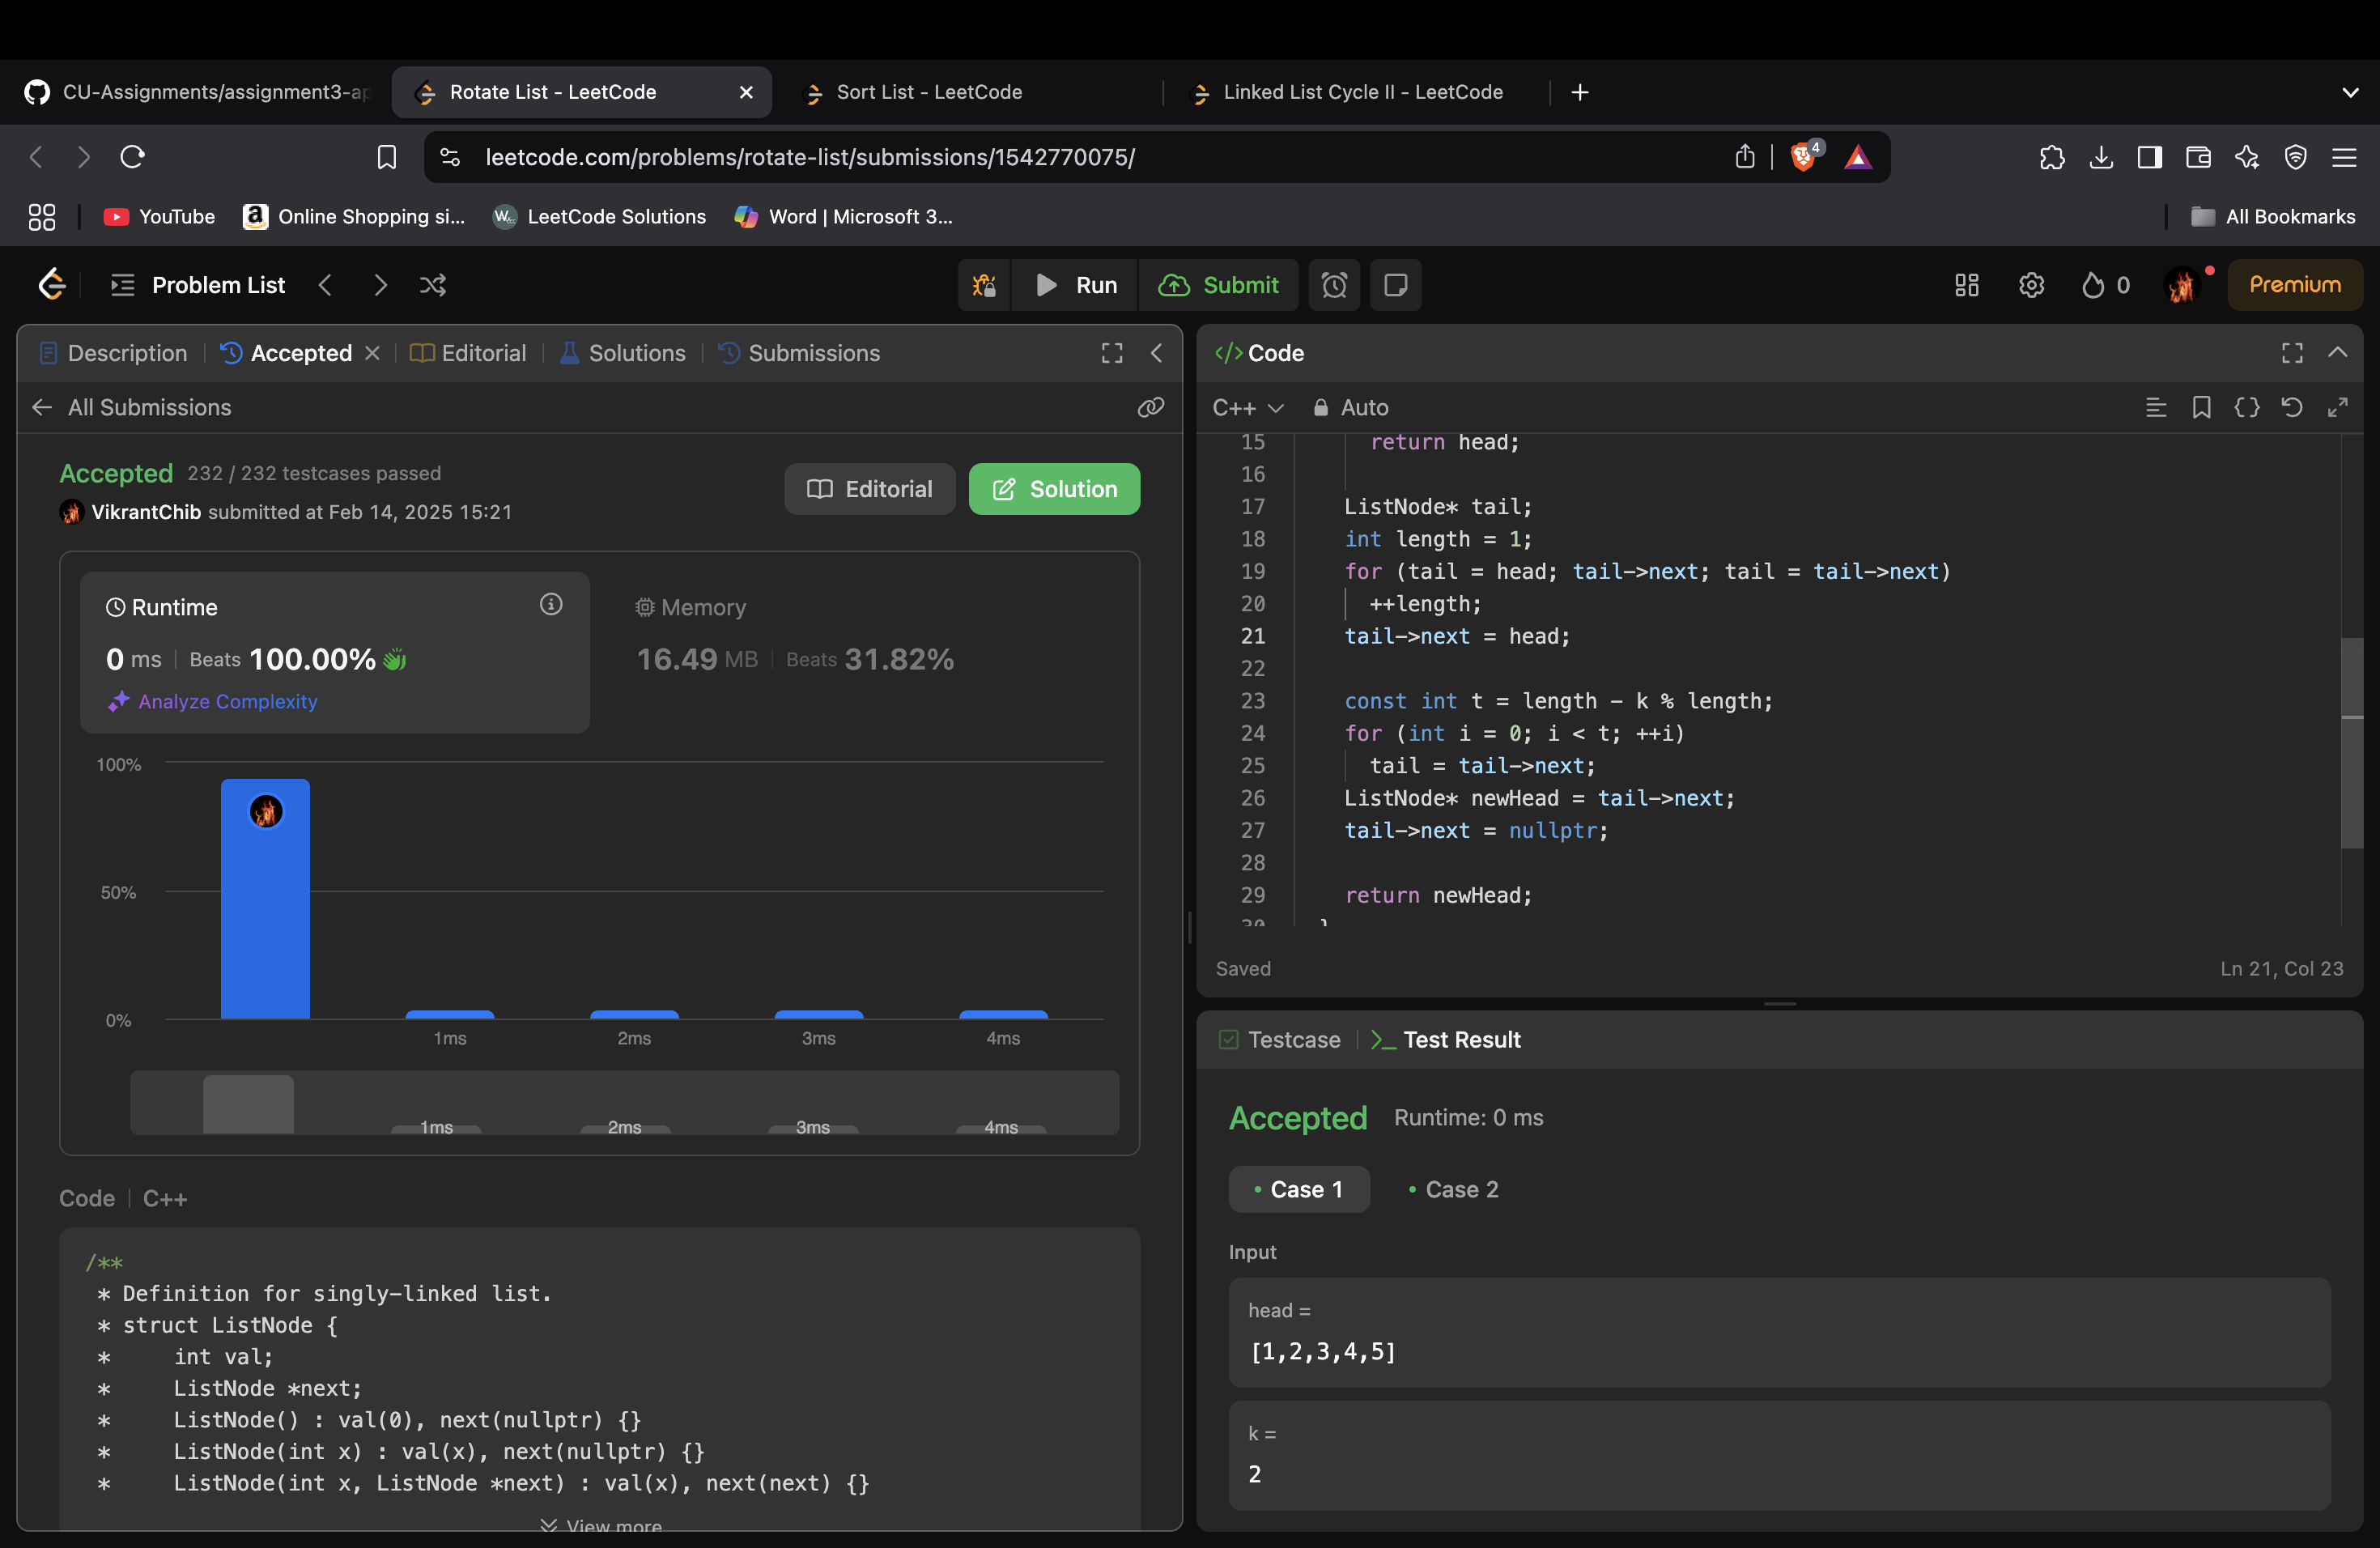 CU-Assignments/assignment3-ap
Rotate List - LeetCode
Sort List - LeetCode
Linked List Cycle II - LeetCode
leetcode.com/problems/rotate-list/submissions/1542770075/
4
YouTube
Online Shopping si...
LeetCode Solutions
Word | Microsoft 3...
All Bookmarks
Problem List
Run
Submit
0
Premium
Description
Accepted
Editorial
Solutions
Submissions
All Submissions
Accepted 232 / 232 testcases passed
VikrantChib submitted at Feb 14, 2025 15:21
Editorial
Solution
Runtime
0 ms | Beats 100.00%
Analyze Complexity
Memory
16.49 MB | Beats 31.82%
100%
50%
0%
1ms 2ms 3ms 4ms
1ms 2ms 3ms 4ms
Code | C++
/**
 * Definition for singly-linked list.
 * struct ListNode {
 *     int val;
 *     ListNode *next;
 *     ListNode() : val(0), next(nullptr) {}
 *     ListNode(int x) : val(x), next(nullptr) {}
 *     ListNode(int x, ListNode *next) : val(x), next(next) {}
View more
</> Code
C++ Auto
15 return head;
16
17 ListNode* tail;
18 int length = 1;
19 for (tail = head; tail->next; tail = tail->next)
20 ++length;
21 tail->next = head;
22
23 const int t = length - k % length;
24 for (int i = 0; i < t; ++i)
25 tail = tail->next;
26 ListNode* newHead = tail->next;
27 tail->next = nullptr;
28
29 return newHead;
30 }
Saved
Ln 21, Col 23
Testcase
Test Result
Accepted Runtime: 0 ms
• Case 1 • Case 2
Input
head =
[1,2,3,4,5]
k =
2